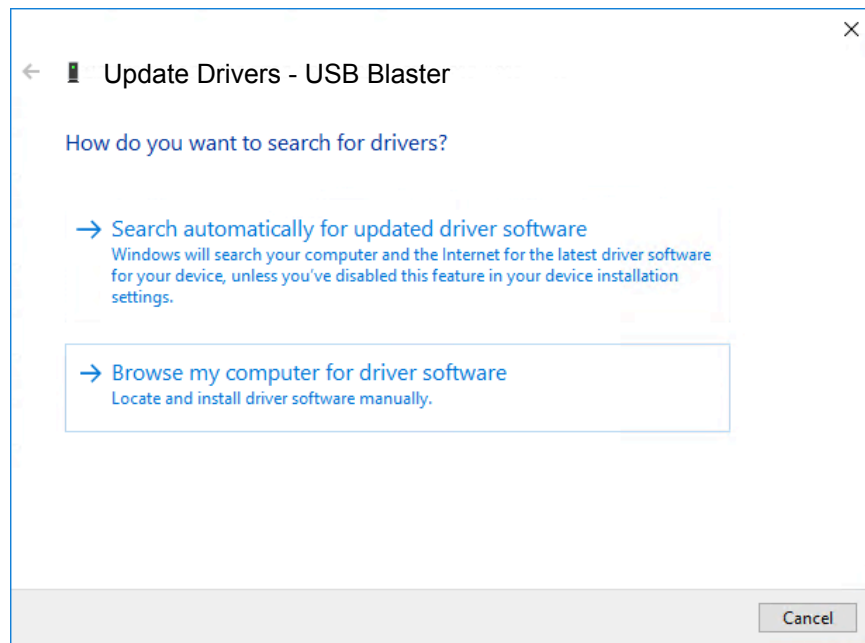 Update Drivers - USB Blaster
How do you want to search for drivers?
Search automatically for updated driver software
Windows will search your computer and the Internet for the latest driver software
for your device, unless you've disabled this feature in your device installation
settings.
Browse my computer for driver software
Locate and install driver software manually.
Cancel